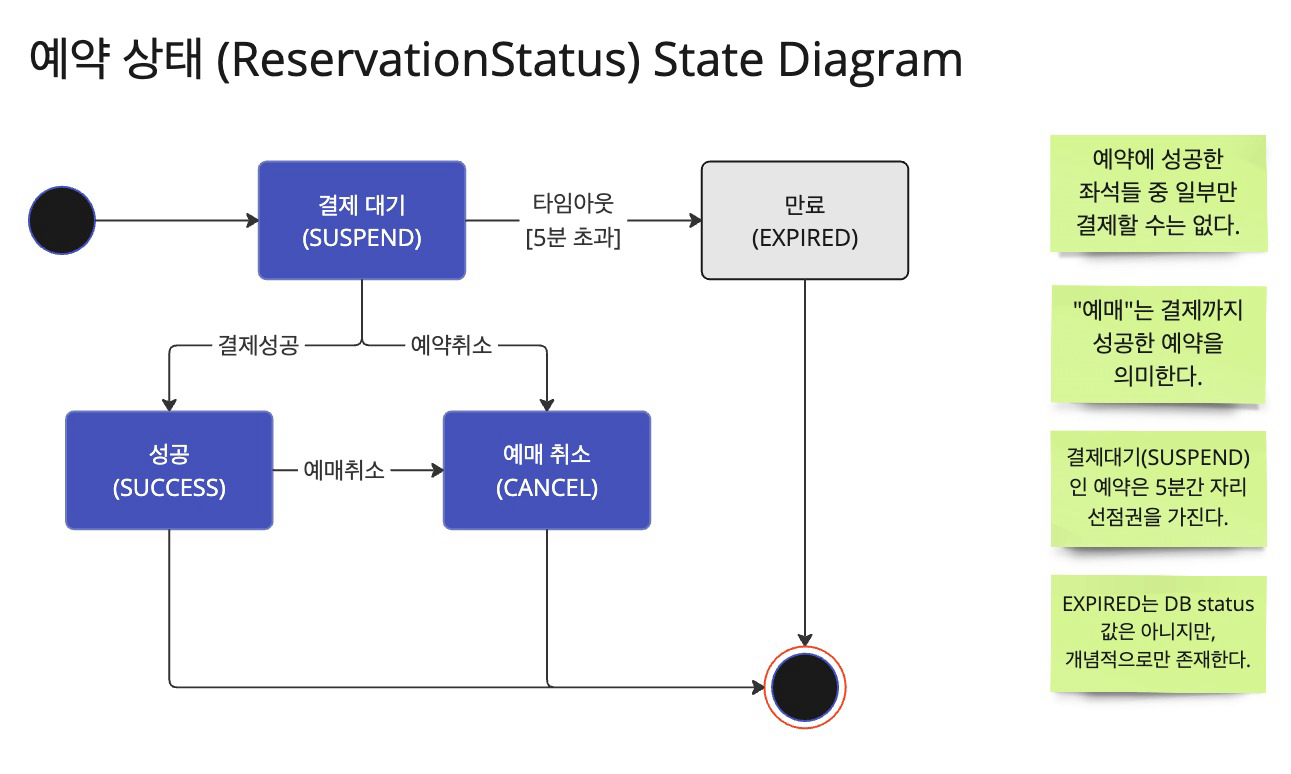 예약 상태 (ReservationStatus) State Diagram
결제 대기
(SUSPEND)
타임아웃
[5분 초과]
만료
(EXPIRED)
결제성공
예약취소
성공
(SUCCESS)
예매취소
예매 취소
(CANCEL)
예약에 성공한
좌석들 중 일부만
결제할 수는 없다.
"예매"는 결제까지
성공한 예약을
의미한다.
결제대기(SUSPEND)
인 예약은 5분간 자리
선점권을 가진다.
EXPIRED는 DB status
값은 아니지만,
개념적으로만 존재한다.